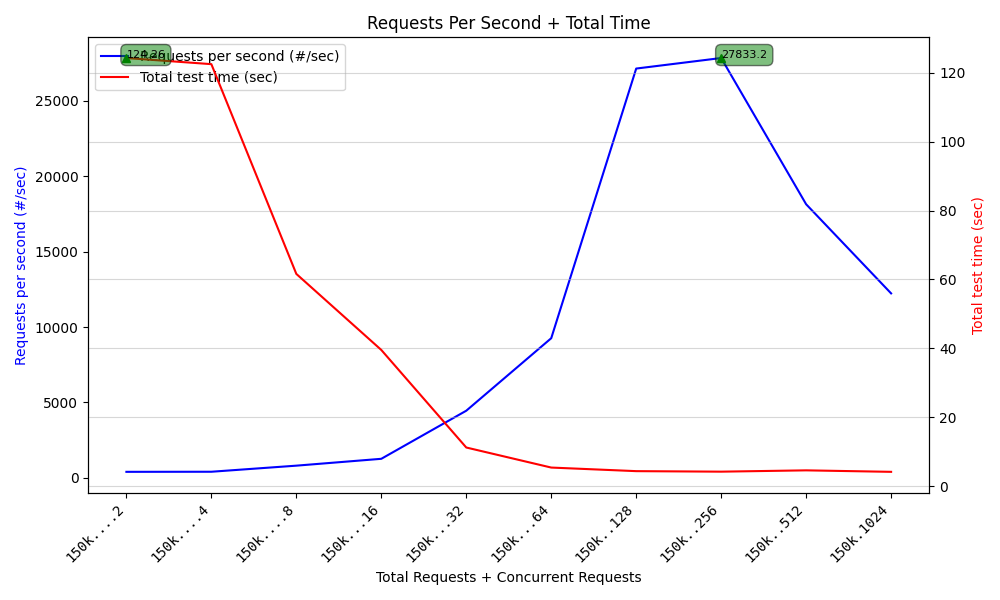 Requests Per Second + Total Time
124.26
Requests per second (#/sec)
Total test time (sec)
27833.2
Requests per second (#/sec)
25000
20000
15000
10000
5000
0
120
100
80
60
40
20
0
Total test time (sec)
150k....2
150k....4
150k....8
150k...16
150k...32
150k...64
150k..128
150k..256
150k..512
150k.1024
Total Requests + Concurrent Requests